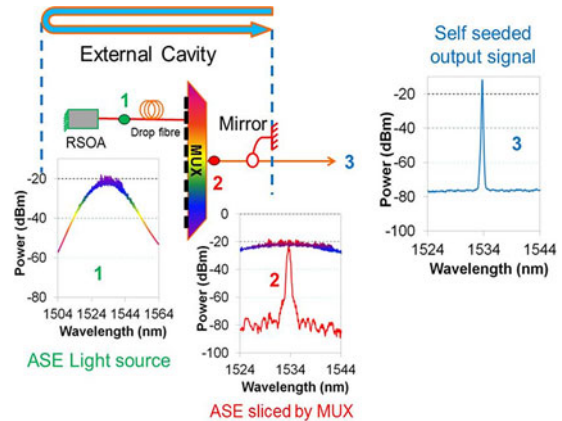 External Cavity
Self seeded
output signal
1
RSOA
Drop fibre
MUX
Mirror
2
3
Power (dBm)
-20
-40
-60
-80
1
1504 1524 1544 1564
Wavelength (nm)
ASE Light source
Power (dBm)
0
-20
-40
-60
-80
-100
2
1524 1534 1544
Wavelength (nm)
ASE sliced by MUX
Power (dBm)
-20
-40
-60
-80
-100
3
1524 1534 1544
Wavelength (nm)